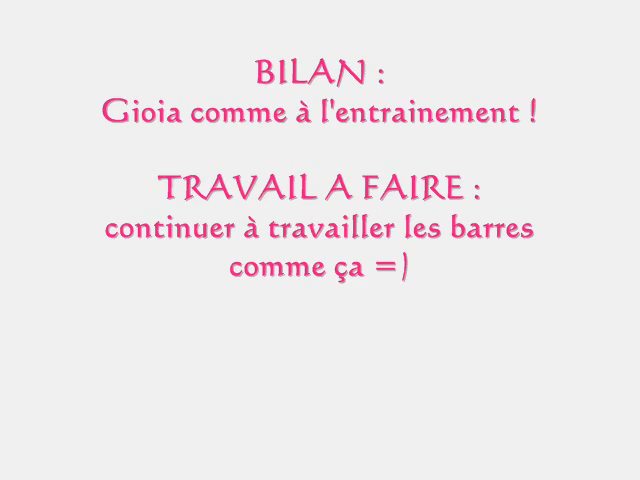 BILAN :
Gioia comme à l'entrainement !
TRAVAIL A FAIRE :
continuer à travailler les barres
comme ça =)